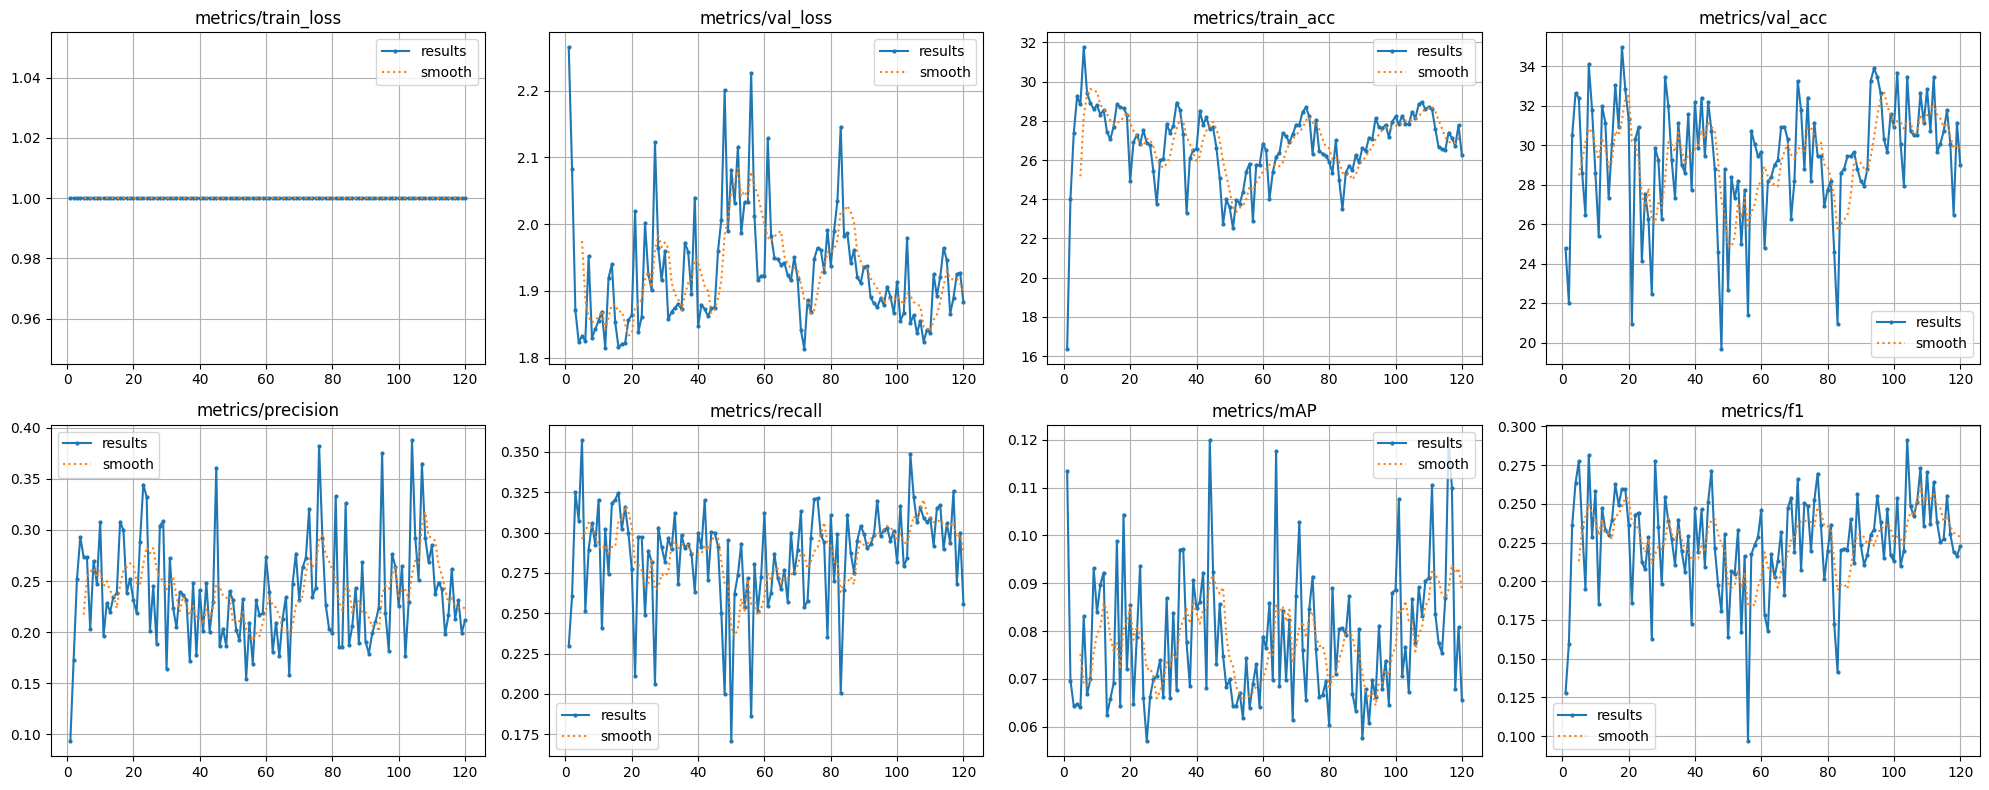 metrics/train_loss
1.04
1.02
1.00
0.98
0.96
0 20 40 60 80 100 120
results
smooth
metrics/val_loss
2.2
2.1
2.0
1.9
1.8
0 20 40 60 80 100 120
results
smooth
metrics/train_acc
32
30
28
26
24
22
20
18
16
0 20 40 60 80 100 120
results
smooth
metrics/val_acc
34
32
30
28
26
24
22
20
0 20 40 60 80 100 120
results
smooth
metrics/precision
0.40
0.35
0.30
0.25
0.20
0.15
0.10
0 20 40 60 80 100 120
results
smooth
metrics/recall
0.350
0.325
0.300
0.275
0.250
0.225
0.200
0.175
0 20 40 60 80 100 120
results
smooth
metrics/mAP
0.12
0.11
0.10
0.09
0.08
0.07
0.06
0 20 40 60 80 100 120
results
smooth
metrics/f1
0.300
0.275
0.250
0.225
0.200
0.175
0.150
0.125
0.100
0 20 40 60 80 100 120
results
smooth